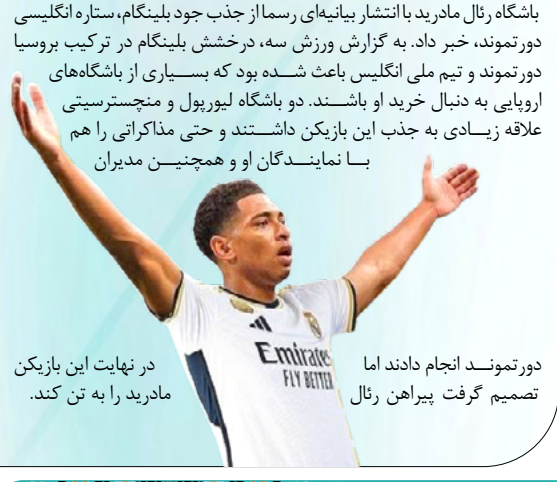 باشگاه رئال مادرید با انتشار بیانیه‌ای رسما از جذب جود بلینگام، ستاره انگلیسی
دورتموند، خبر داد. به گزارش ورزش سه، درخشش بلینگام در ترکیب بروسیا
دورتموند و تیم ملی انگلیس باعث شده بود که بسیاری از باشگاه‌های
اروپایی به دنبال خرید او باشند. دو باشگاه لیورپول و منچسترسیتی
علاقه زیادی به جذب این بازیکن داشتند و حتی مذاکراتی را هم
با نمایندگان او و همچنین مدیران
دورتموند انجام دادند اما در نهایت این بازیکن
تصمیم گرفت پیراهن رئال مادرید را به تن کند.
Emirates
FLY BETTER